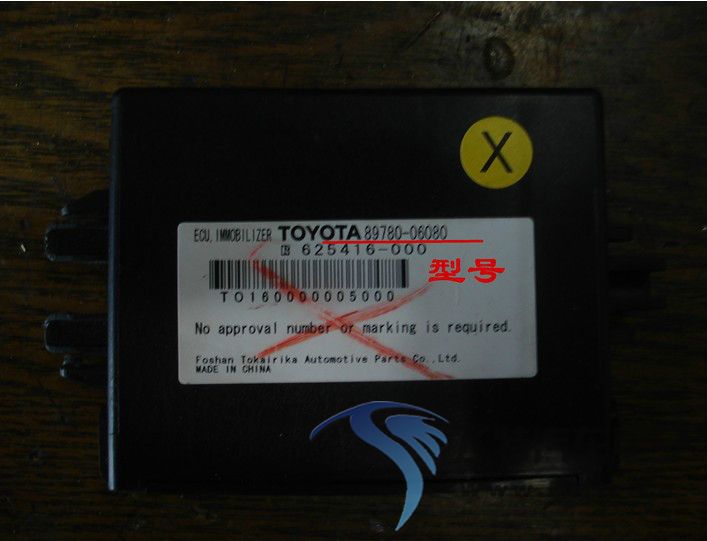 X
ECU, IMMOBILIZER TOYOTA 89780-06080
625416-000
型号
TO160000005000
No approval number or marking is required.
Foshan Tokairika Automotive Parts Co., Ltd.
MADE IN CHINA